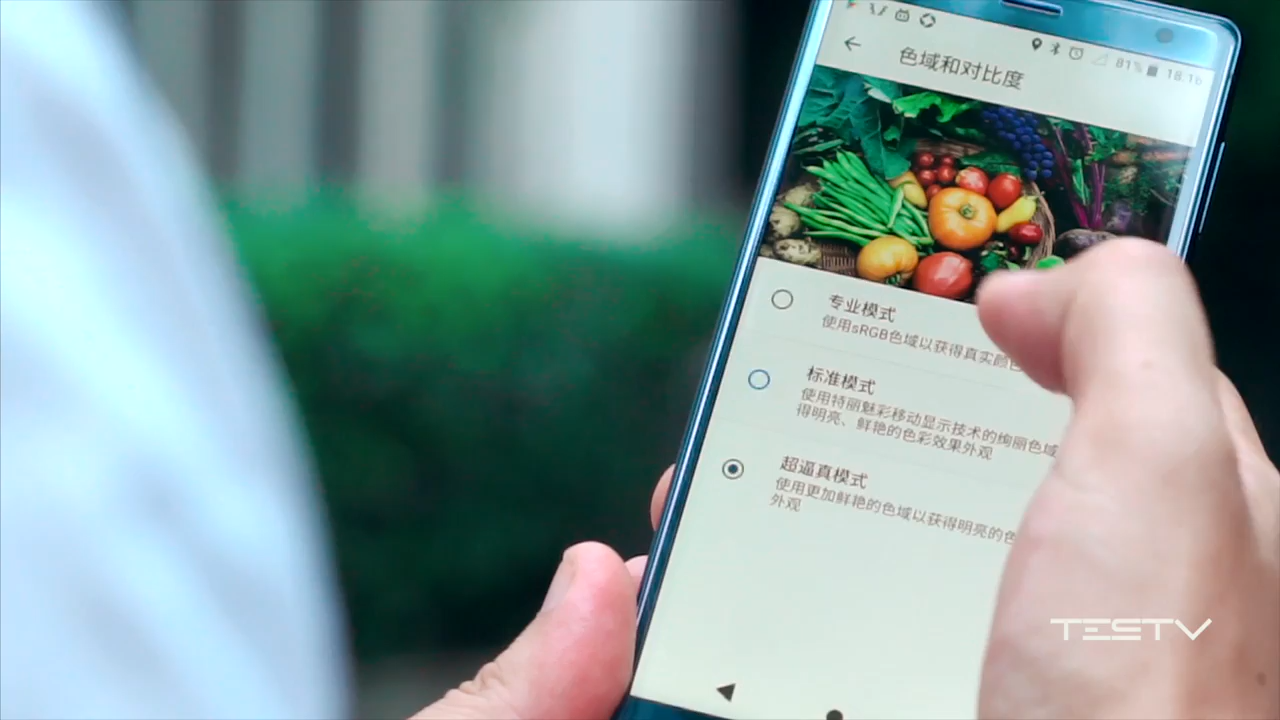 81% 18:16
色域和对比度
专业模式
使用sRGB色域以获得真实颜色
标准模式
使用特丽魅彩移动显示技术的绚丽色域
得明亮、鲜艳的色彩效果外观
超逼真模式
使用更加鲜艳的色域以获得明亮的色
外观
TESTV